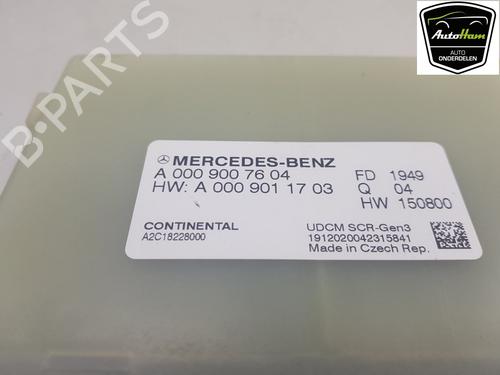 AutoHam
AUTO
ONDERDELEN
B-PARTS
MERCEDES-BENZ
A 000 900 76 04
HW: A 000 901 17 03
FD 1949
Q 04
HW 150800
CONTINENTAL
A2C18228000
UDCM SCR-Gen3
1912020042315841
Made in Czech Rep.